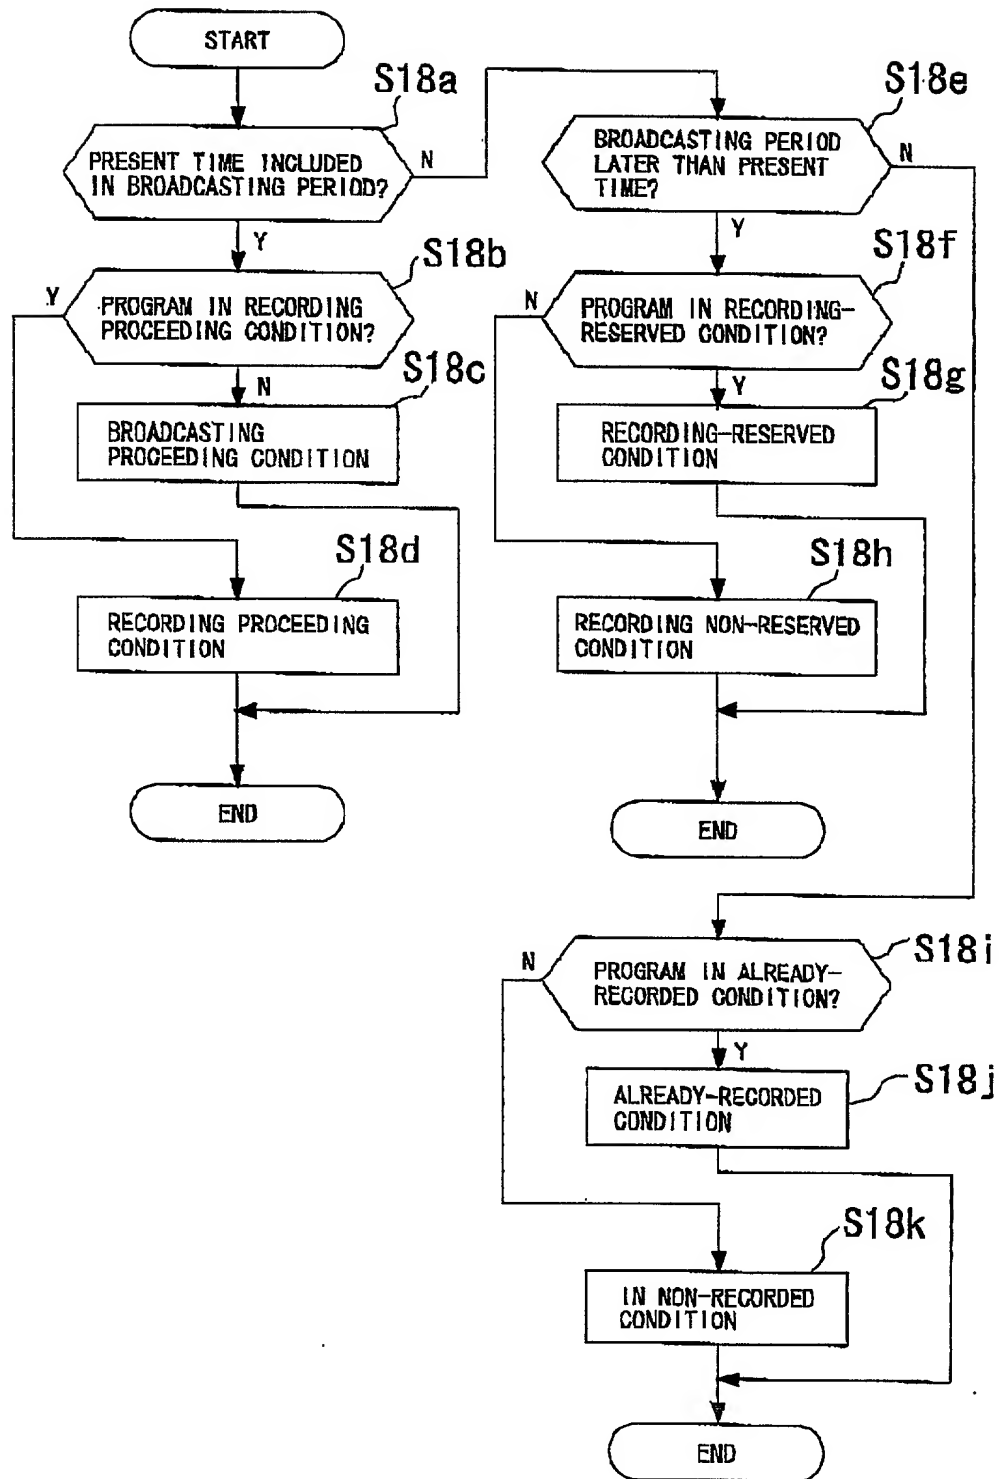 START
S18a
PRESENT TIME INCLUDED
IN BROADCASTING PERIOD?
N
Y
S18b
Y
PROGRAM IN RECORDING
PROCEEDING CONDITION?
N
S18c
BROADCASTING
PROCEEDING CONDITION
S18d
RECORDING PROCEEDING
CONDITION
END
S18e
BROADCASTING PERIOD
LATER THAN PRESENT
TIME?
N
Y
S18f
N
PROGRAM IN RECORDING-
RESERVED CONDITION?
Y
S18g
RECORDING-RESERVED
CONDITION
S18h
RECORDING NON-RESERVED
CONDITION
END
S18i
N
PROGRAM IN ALREADY-
RECORDED CONDITION?
Y
S18j
ALREADY-RECORDED
CONDITION
S18k
IN NON-RECORDED
CONDITION
END